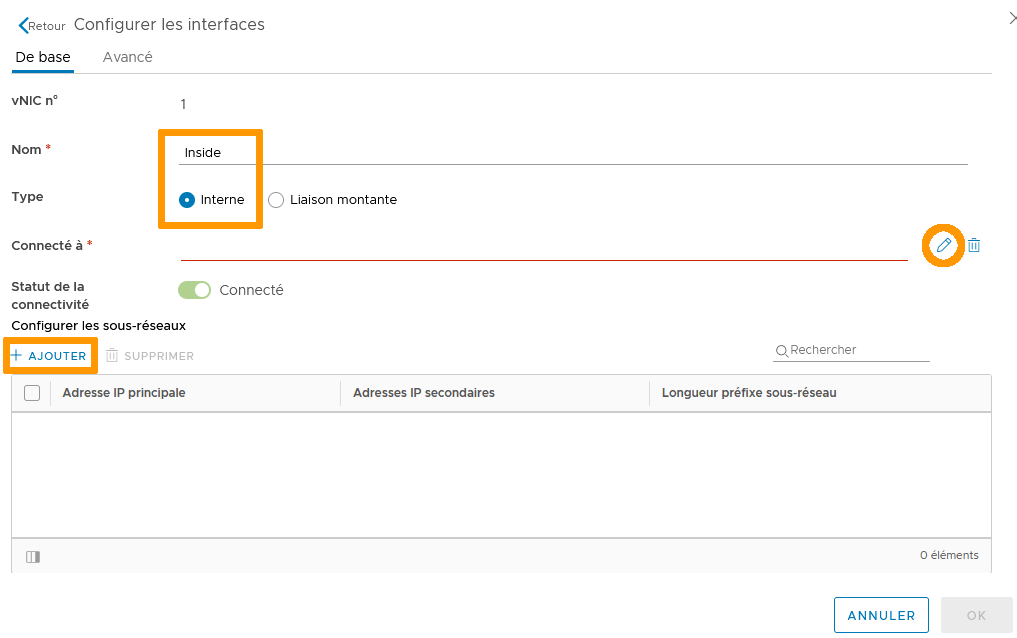 Retour Configurer les interfaces
De base Avancé
vNIC n° 1
Nom * Inside
Type Interne Liaison montante
Connecté à *
Statut de la
connectivité Connecté
Configurer les sous-réseaux
+ AJOUTER SUPPRIMER Rechercher
Adresse IP principale Adresses IP secondaires Longueur préfixe sous-réseau
0 éléments
ANNULER OK